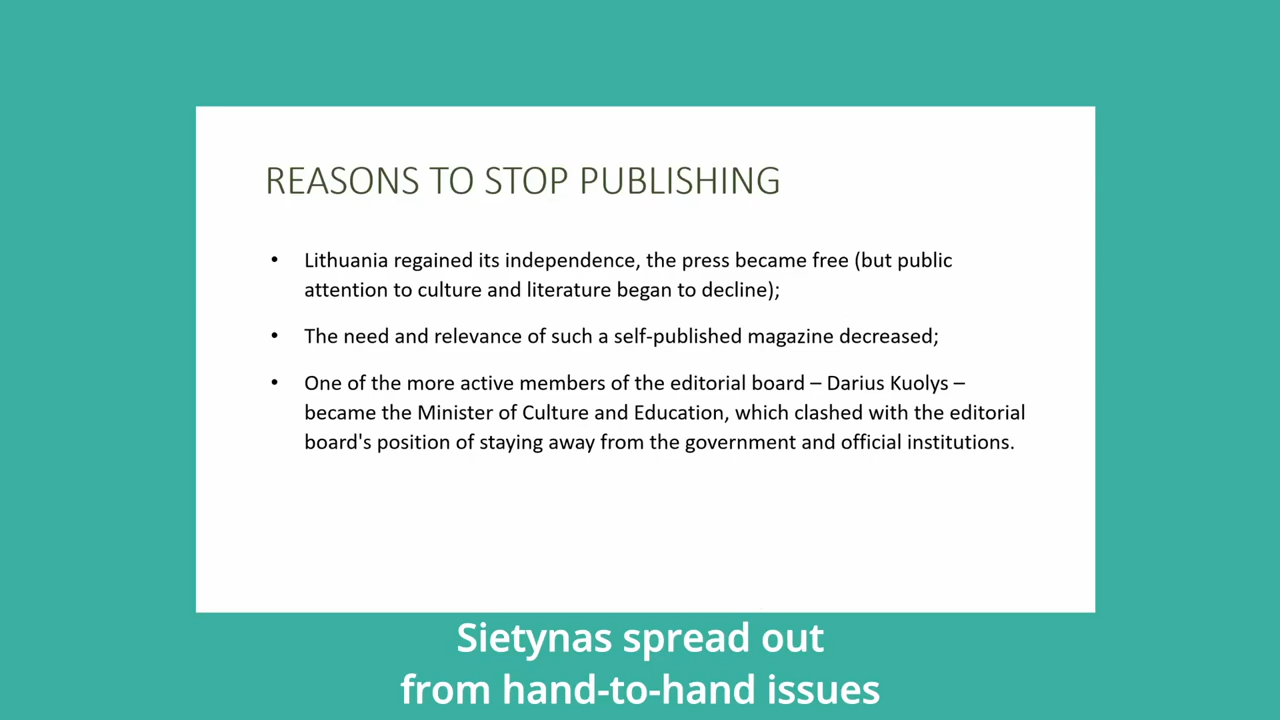 REASONS TO STOP PUBLISHING
• Lithuania regained its independence, the press became free (but public
attention to culture and literature began to decline);
• The need and relevance of such a self-published magazine decreased;
• One of the more active members of the editorial board – Darius Kuolys –
became the Minister of Culture and Education, which clashed with the editorial
board's position of staying away from the government and official institutions.
Sietynas spread out
from hand-to-hand issues